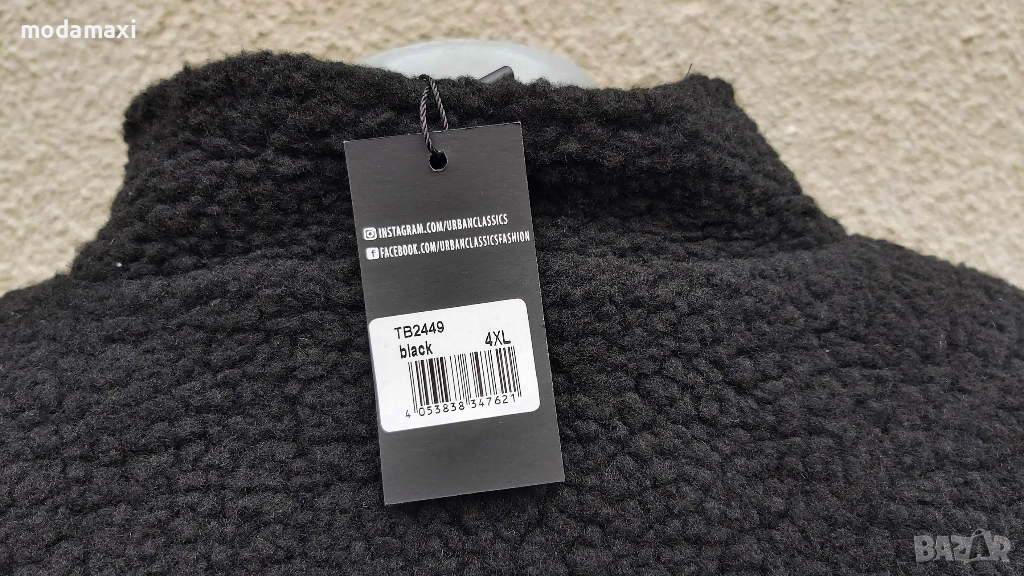 modamaxi
INSTAGRAM.COM/URBANCLASSICS
FACEBOOK.COM/URBANCLASSICSFASHION
TB2449
black 4XL
4 053838 347621
BAZAR